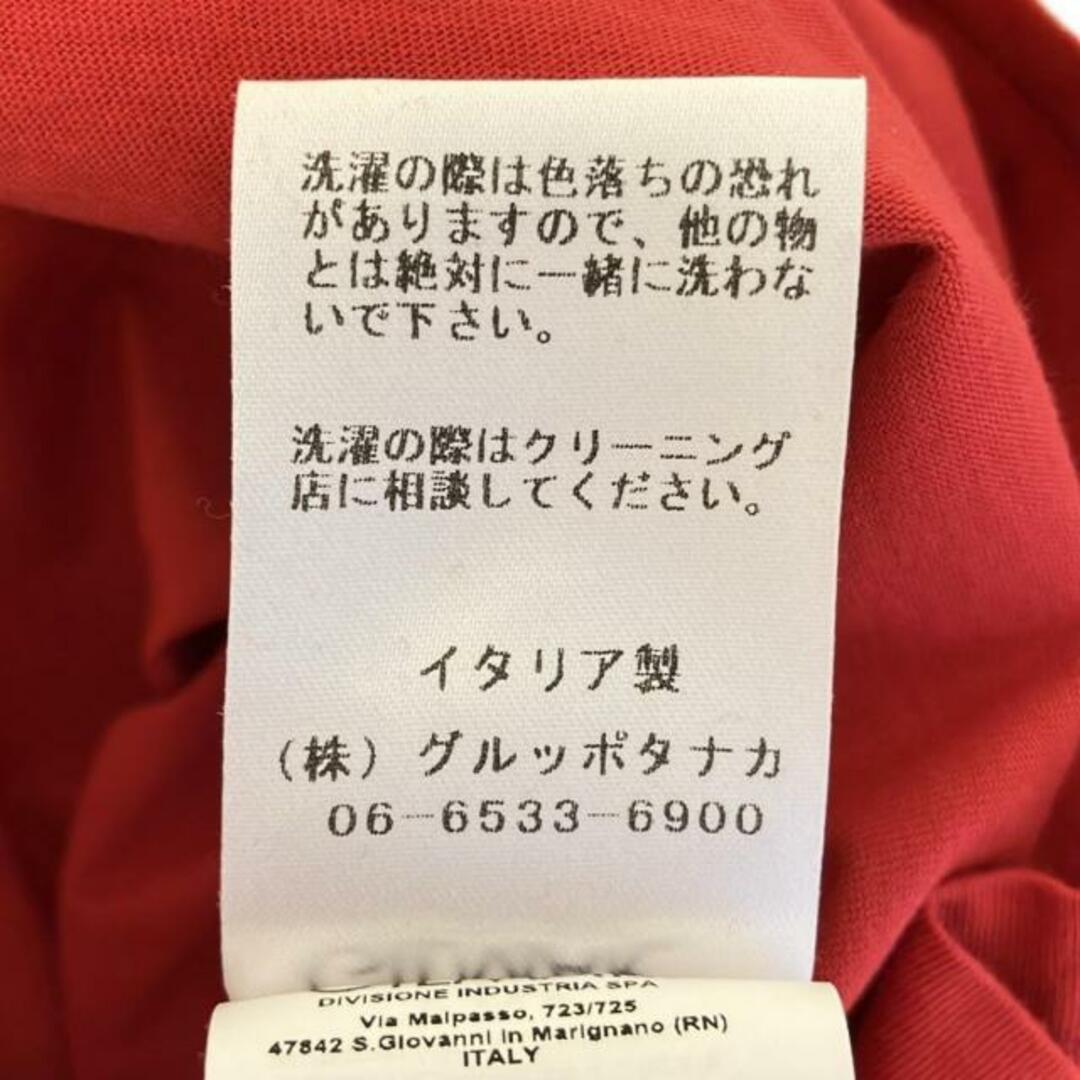 洗濯の際は色落ちの恐れ
がありますので、他の物
とは絶対に一緒に洗わな
いで下さい。
洗濯の際はクリーニング
店に相談してください。
イタリア製
(株)グルッポタナカ
06-6533-6900
DIVISIONE INDUSTRIA SPA
Via Malpasso, 723/725
47842 S.Giovanni in Marignano (RN)
ITALY